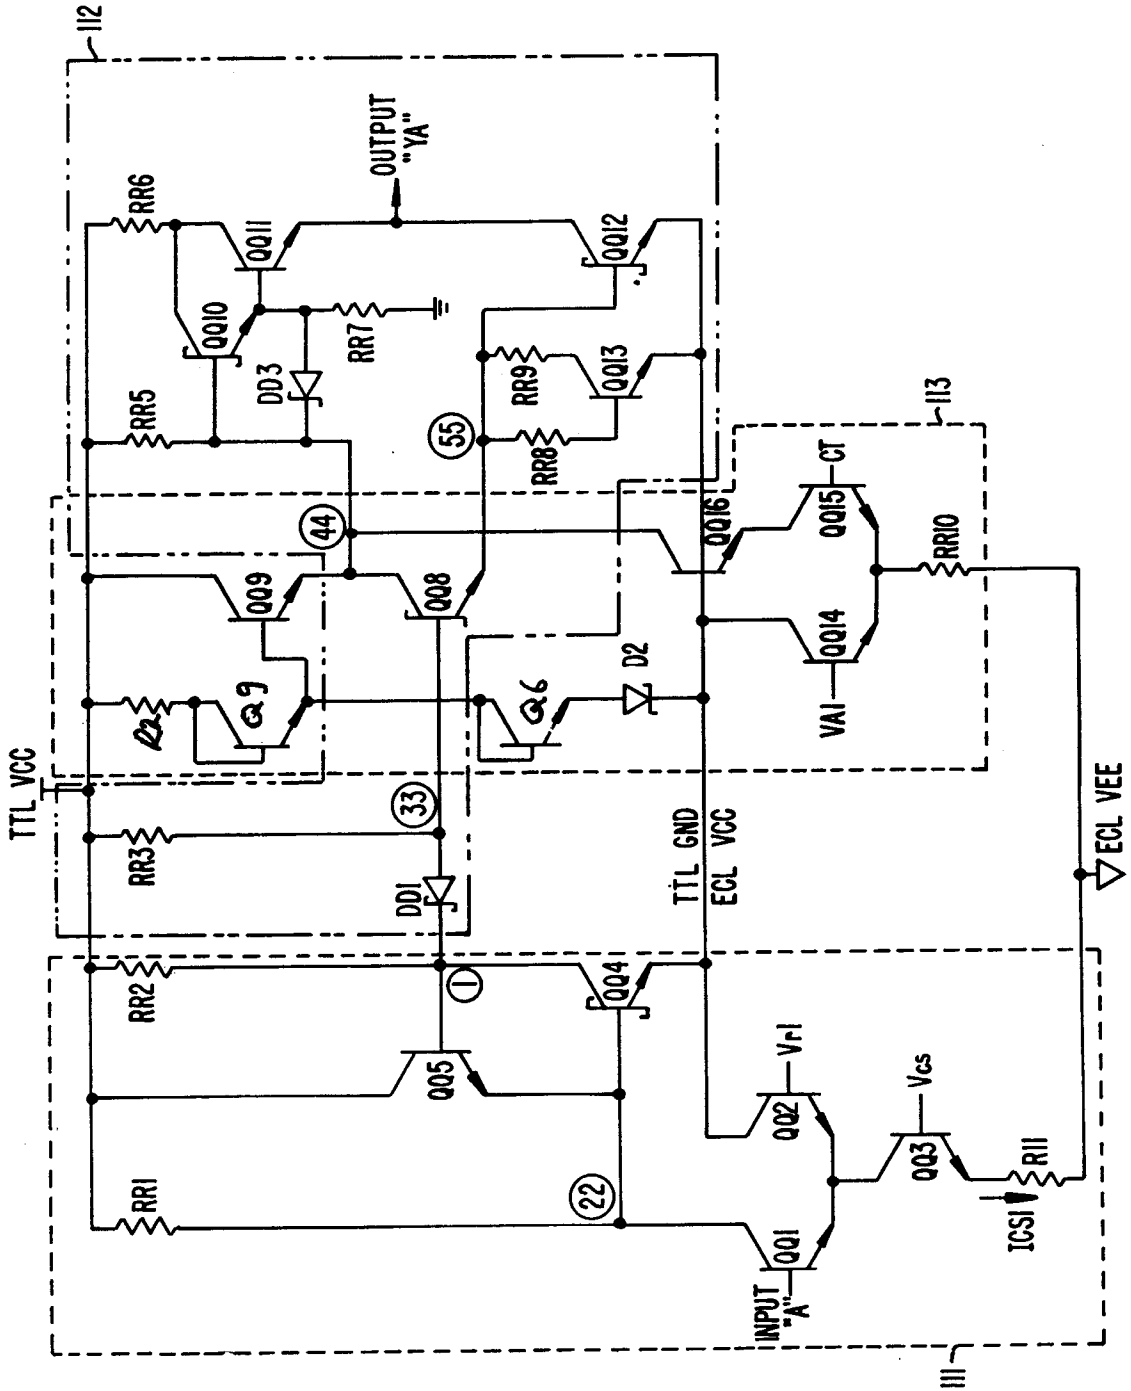 112
RR6
OUTPUT
"YA"
QQ11
QQ10
RR7
DD3
RR5
QQ12
QQ13
RR9
RR8
55
113
44
QQ9
QQ8
QQ16
QQ15
CT
RR10
QQ14
VA1
R2
Q9
Q6
D2
TTL VCC
33
RR3
DD1
TTL GND
ECL VCC
ECL VEE
RR2
1
QQ4
QQ5
QQ2
Vr1
QQ3
Vcs
R11
ICS1
RR1
22
QQ1
INPUT
"A"
111